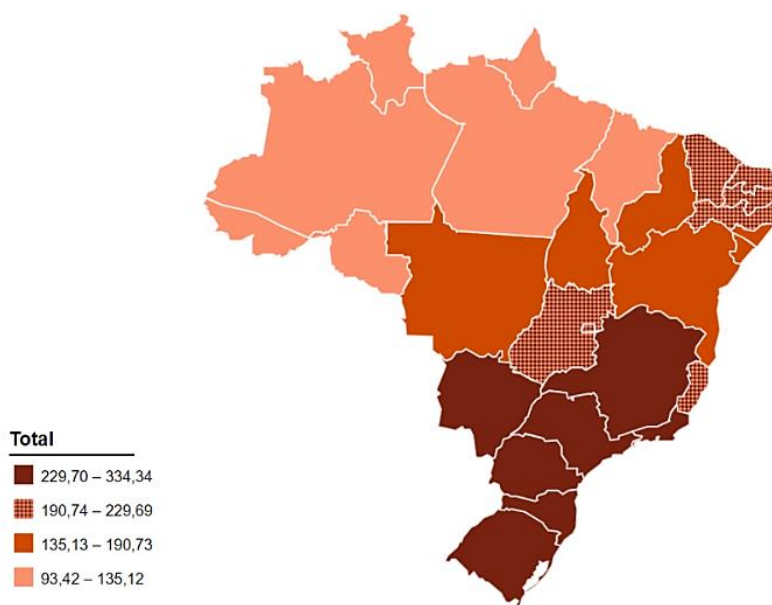 Total
229,70 – 334,34
190,74 – 229,69
135,13 – 190,73
93,42 – 135,12